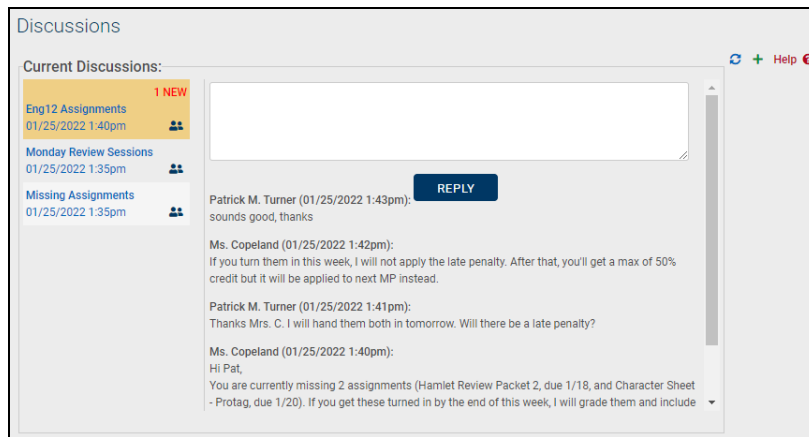 Discussions
Current Discussions:
Help
1 NEW
Eng12 Assignments
01/25/2022 1:40pm
Monday Review Sessions
01/25/2022 1:35pm
Missing Assignments
01/25/2022 1:35pm
REPLY
Patrick M. Turner (01/25/2022 1:43pm):
sounds good, thanks
Ms. Copeland (01/25/2022 1:42pm):
If you turn them in this week, I will not apply the late penalty. After that, you'll get a max of 50%
credit but it will be applied to next MP instead.
Patrick M. Turner (01/25/2022 1:41pm):
Thanks Mrs. C. I will hand them both in tomorrow. Will there be a late penalty?
Ms. Copeland (01/25/2022 1:40pm):
Hi Pat,
You are currently missing 2 assignments (Hamlet Review Packet 2, due 1/18, and Character Sheet
- Protag, due 1/20). If you get these turned in by the end of this week, I will grade them and include